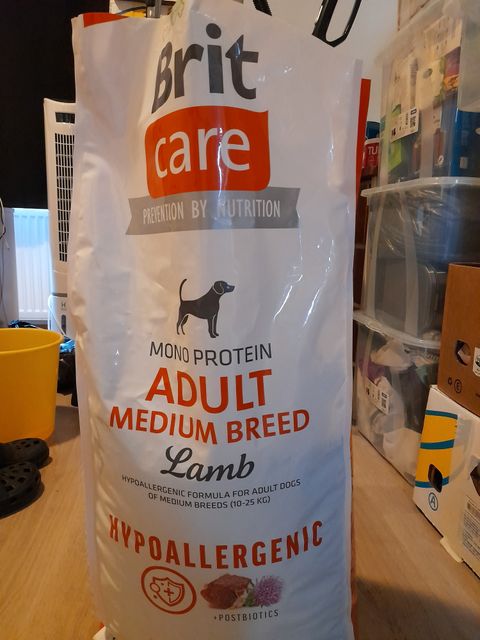 Brit
care
PREVENTION BY NUTRITION
MONO PROTEIN
ADULT
MEDIUM BREED
Lamb
HYPOALLERGENIC FORMULA FOR ADULT DOGS
OF MEDIUM BREEDS (10-25 KG)
HYPOALLERGENIC
+POSTBIOTICS